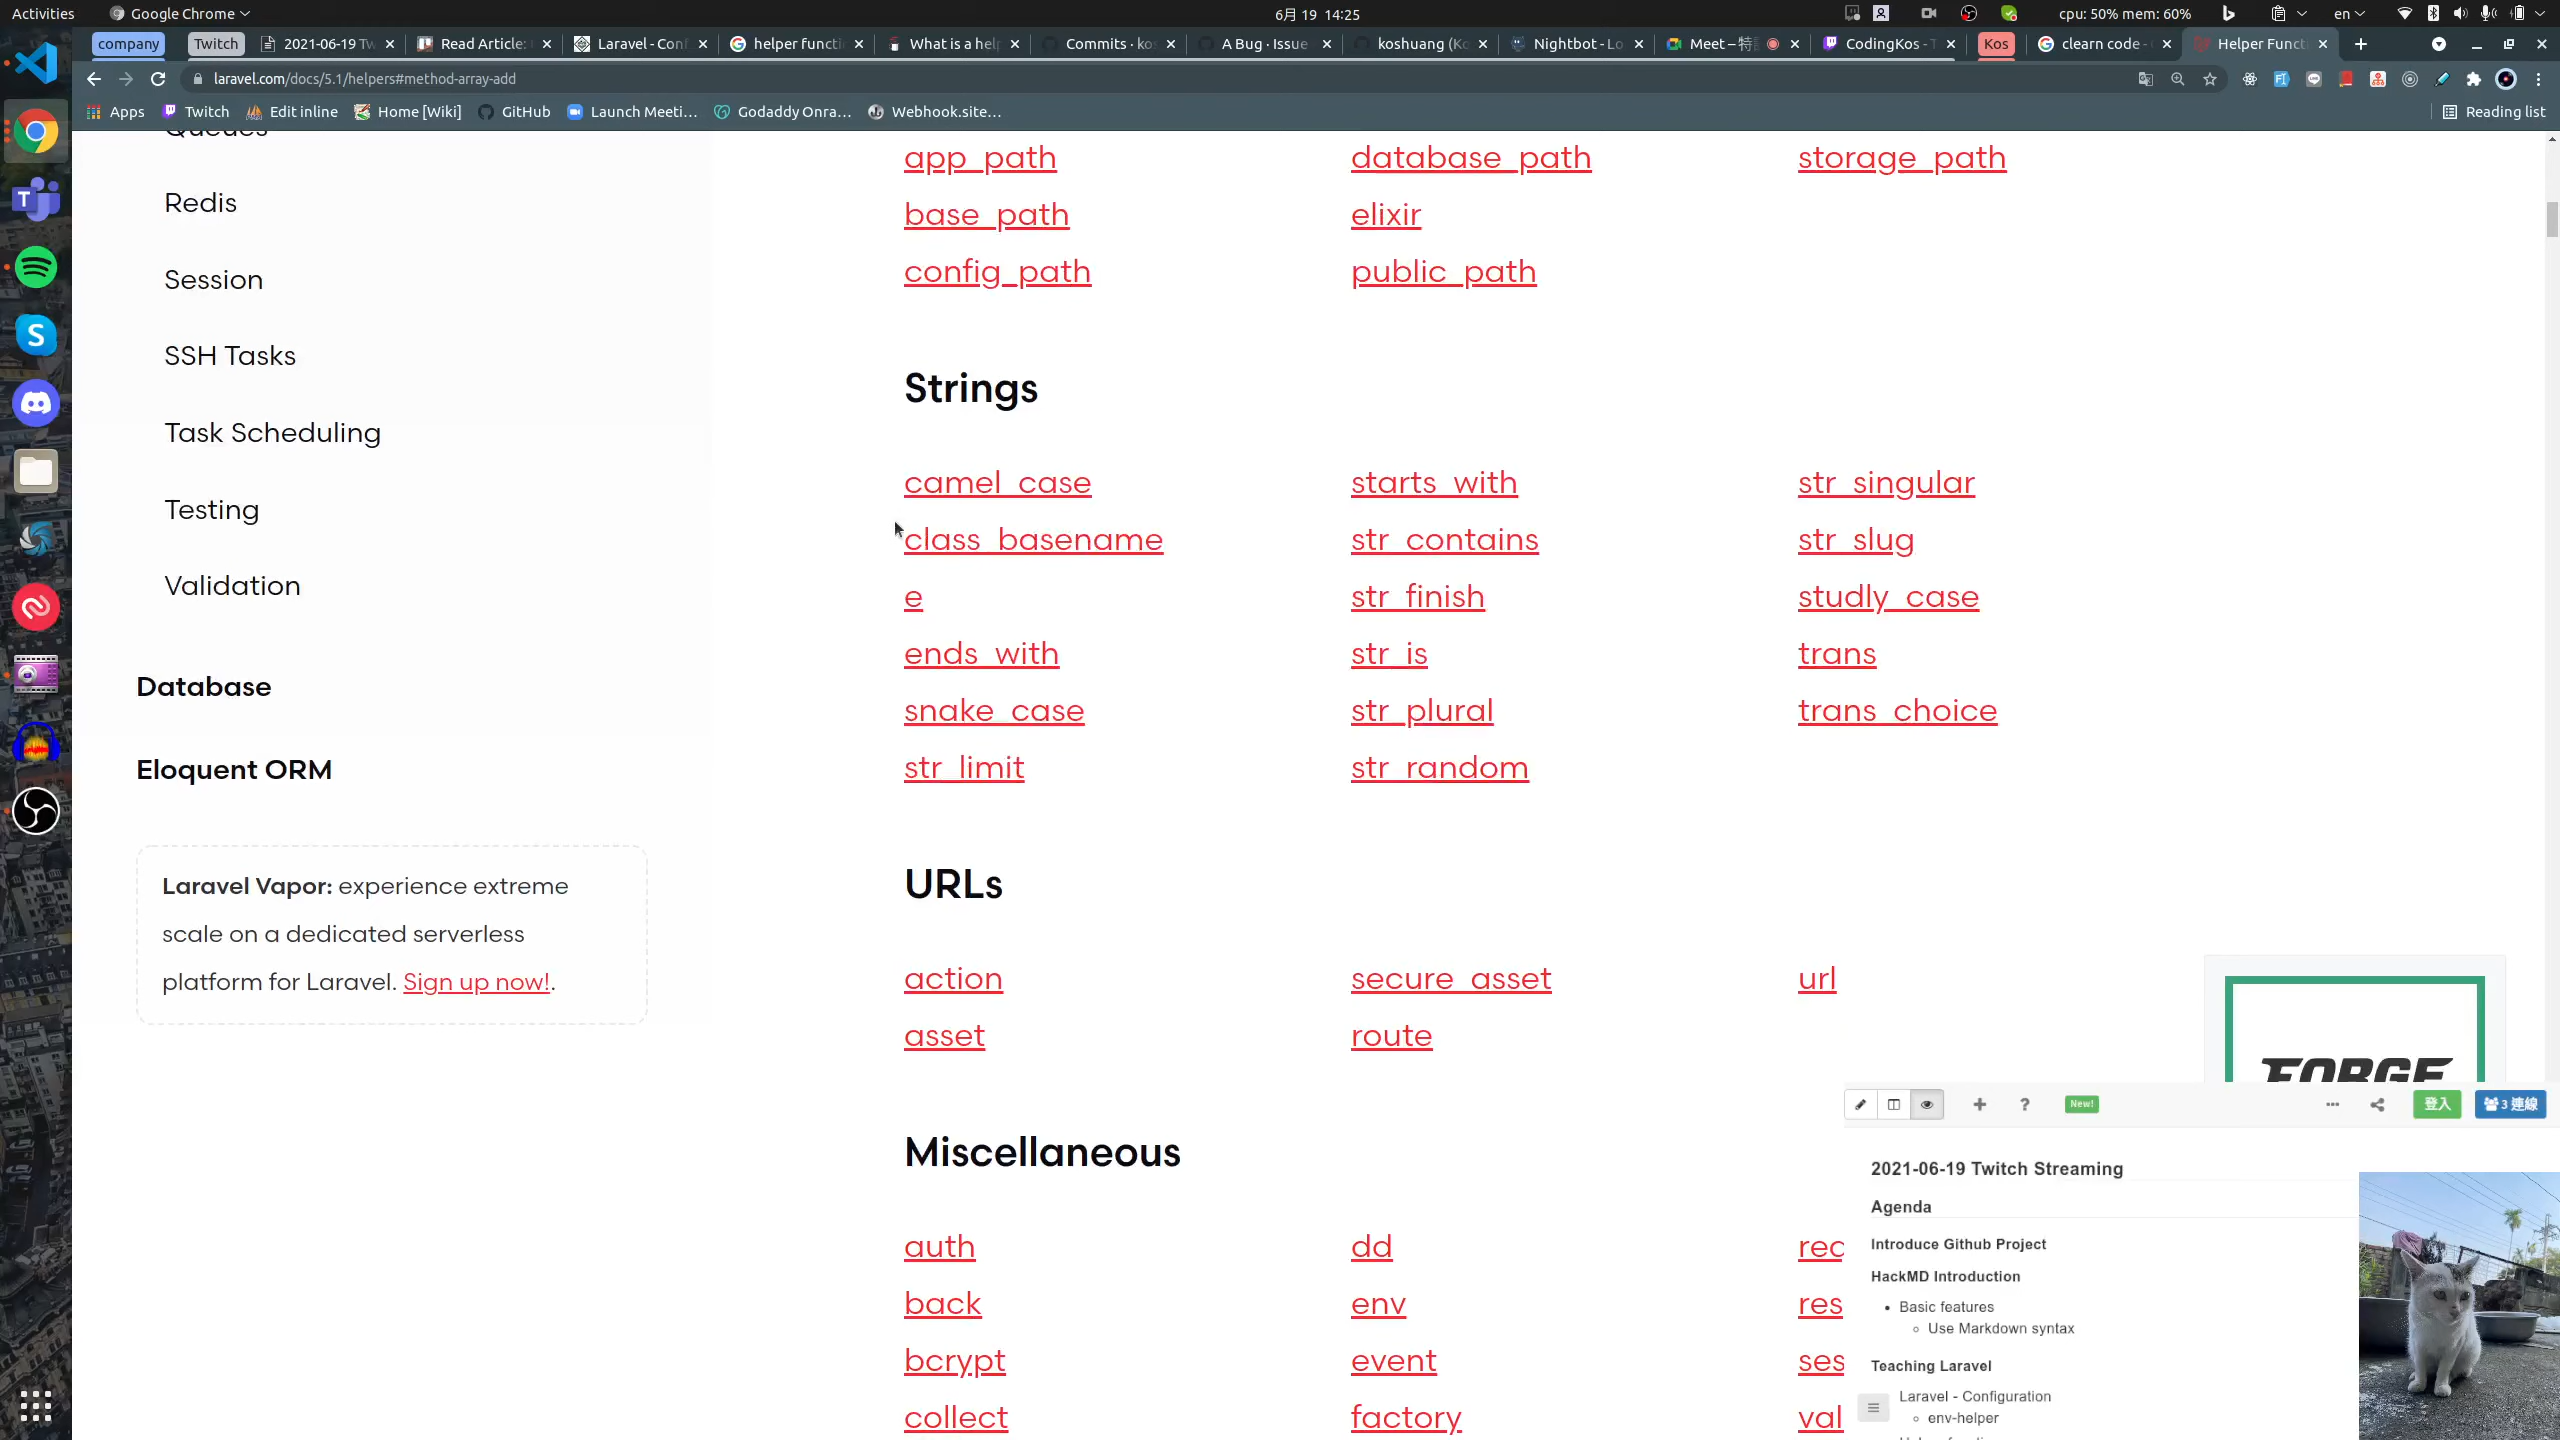 Activities
Google Chrome
6月 19 14:25
cpu: 50% mem: 60%
en
company
Twitch
2021-06-19 Tw
Read Article:
Laravel - Conf
helper functi
What is a hel
Commits · kos
A Bug · Issue
koshuang (Ko
Nightbot - Lo
Meet – 特
CodingKos - T
Kos
clearn code -
Helper Funct
laravel.com/docs/5.1/helpers#method-array-add
Apps
Twitch
Edit inline
Home [Wiki]
GitHub
Launch Meeti...
Godaddy Onra...
Webhook.site...
Reading list
Queues
Redis
Session
SSH Tasks
Task Scheduling
Testing
Validation
Database
Eloquent ORM
Laravel Vapor: experience extreme
scale on a dedicated serverless
platform for Laravel. Sign up now!.
app_path
database_path
storage_path
base_path
elixir
config_path
public_path
Strings
camel_case
starts_with
str_singular
class_basename
str_contains
str_slug
e
str_finish
studly_case
ends_with
str_is
trans
snake_case
str_plural
trans_choice
str_limit
str_random
URLs
action
secure_asset
url
asset
route
Miscellaneous
auth
dd
back
env
res
bcrypt
event
ses
collect
factory
val
FORGE
?
New!
登入
3 連線
2021-06-19 Twitch Streaming
Agenda
Introduce Github Project
HackMD Introduction
• Basic features
◦ Use Markdown syntax
Teaching Laravel
Laravel - Configuration
◦ env-helper